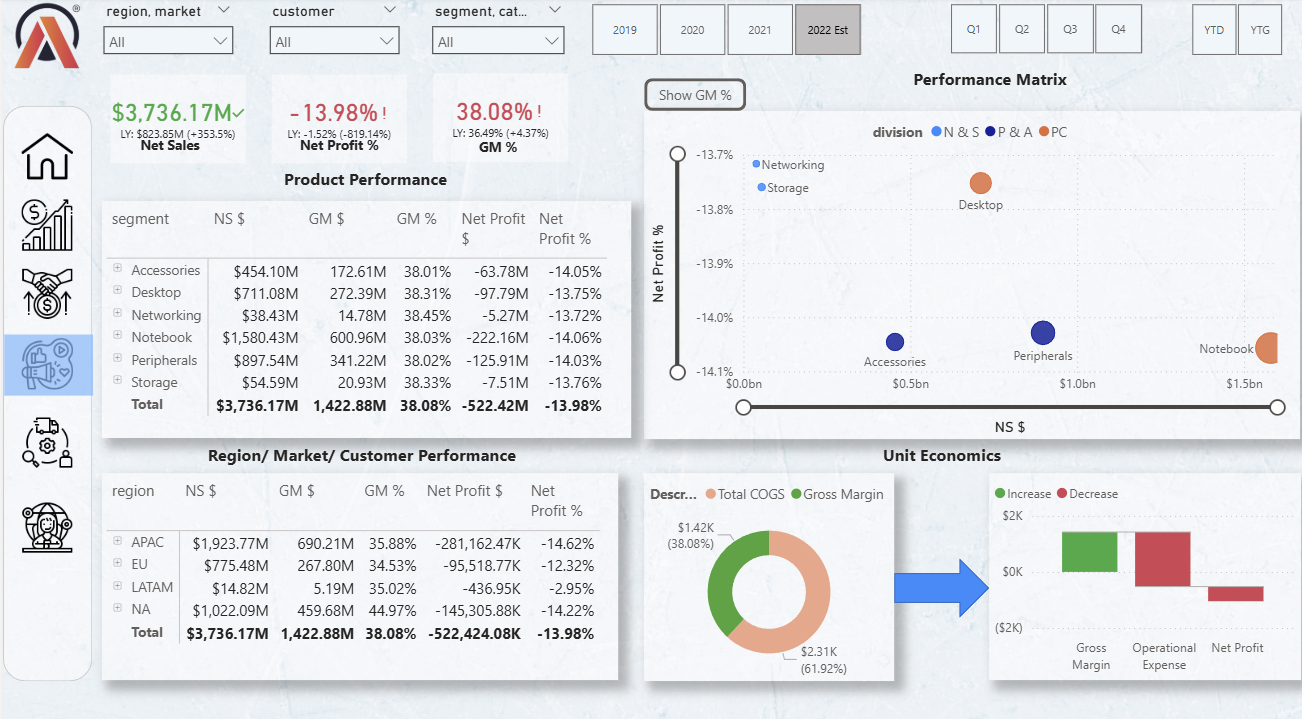 ®
region, market
customer
segment, cat...
All
All
All
2019
2020
2021
2022 Est
Q1
Q2
Q3
Q4
YTD
YTG
$3,736.17M
LY: $823.85M (+353.5%)
Net Sales
-13.98% !
LY: -1.52% (-819.14%)
Net Profit %
38.08% !
LY: 36.49% (+4.37%)
GM %
Product Performance
segment NS $ GM $ GM % Net Profit $ Net Profit %
Accessories $454.10M 172.61M 38.01% -63.78M -14.05%
Desktop $711.08M 272.39M 38.31% -97.79M -13.75%
Networking $38.43M 14.78M 38.45% -5.27M -13.72%
Notebook $1,580.43M 600.96M 38.03% -222.16M -14.06%
Peripherals $897.54M 341.22M 38.02% -125.91M -14.03%
Storage $54.59M 20.93M 38.33% -7.51M -13.76%
Total $3,736.17M 1,422.88M 38.08% -522.42M -13.98%
Show GM %
Performance Matrix
division N & S P & A PC
Net Profit %
-13.7%
-13.8%
-13.9%
-14.0%
-14.1%
Networking
Storage
Desktop
Accessories
Peripherals
Notebook
$0.0bn
$0.5bn
$1.0bn
$1.5bn
NS $
Region/ Market/ Customer Performance
region NS $ GM $ GM % Net Profit $ Net Profit %
APAC $1,923.77M 690.21M 35.88% -281,162.47K -14.62%
EU $775.48M 267.80M 34.53% -95,518.77K -12.32%
LATAM $14.82M 5.19M 35.02% -436.95K -2.95%
NA $1,022.09M 459.68M 44.97% -145,305.88K -14.22%
Total $3,736.17M 1,422.88M 38.08% -522,424.08K -13.98%
Unit Economics
Descr... Total COGS Gross Margin
$1.42K
(38.08%)
$2.31K
(61.92%)
Increase Decrease
$2K
$0K
($2K)
Gross Margin
Operational Expense
Net Profit